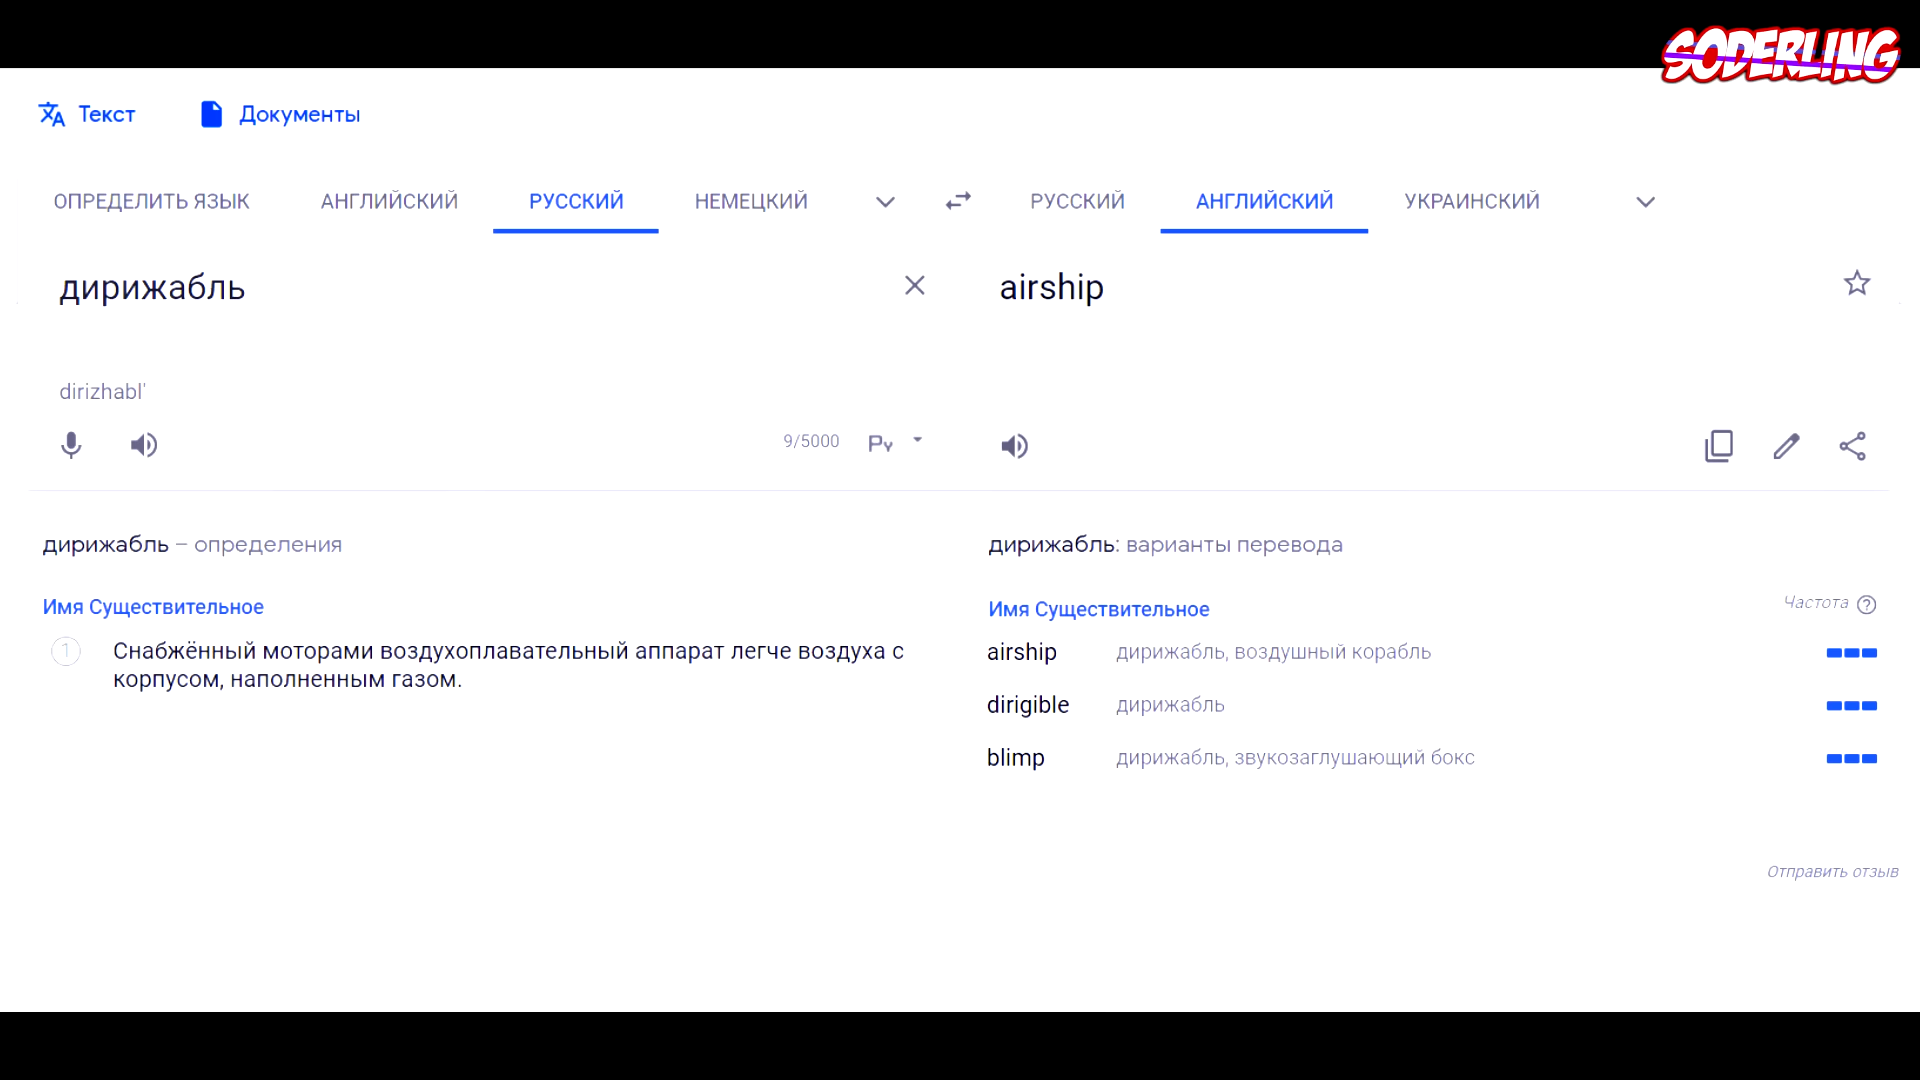 SODERLING
Текст Документы
ОПРЕДЕЛИТЬ ЯЗЫК АНГЛИЙСКИЙ РУССКИЙ НЕМЕЦКИЙ РУССКИЙ АНГЛИЙСКИЙ УКРАИНСКИЙ
дирижабль
airship
dirizhabl'
9/5000 Ру
дирижабль – определения
Имя Существительное
1 Снабжённый моторами воздухоплавательный аппарат легче воздуха с
корпусом, наполненным газом.
дирижабль: варианты перевода
Имя Существительное Частота
airship дирижабль, воздушный корабль
dirigible дирижабль
blimp дирижабль, звукозаглушающий бокс
Отправить отзыв